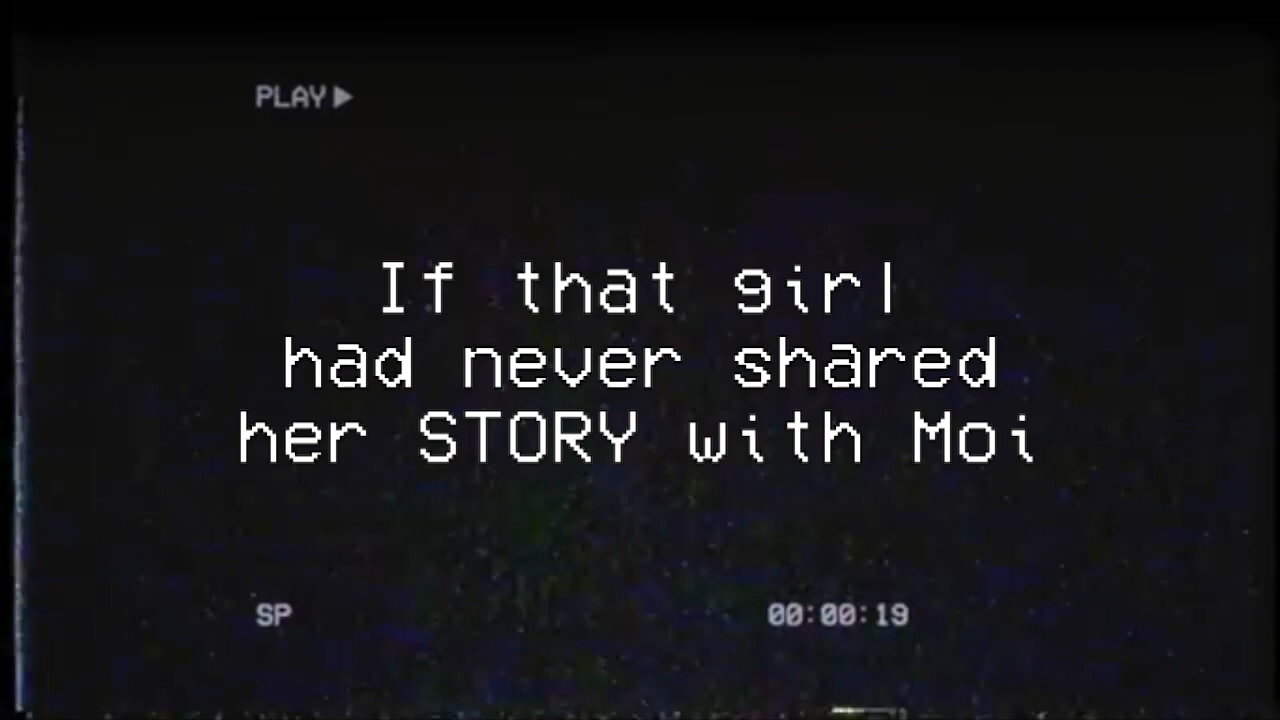 PLAY▶
If that girl
had never shared
her STORY with Moi
SP
00:00:19